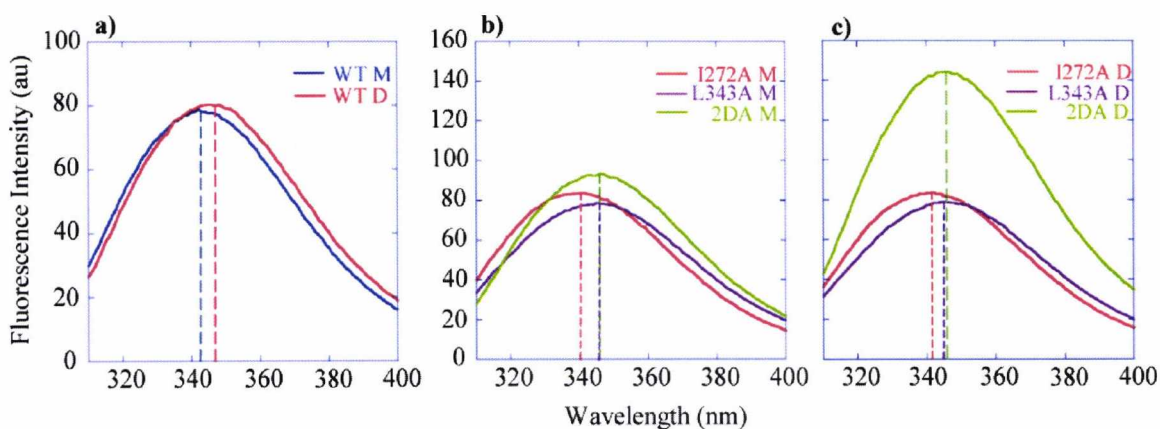 a)
b)
c)
100
80
60
40
20
0
WT M
WT D
160
140
120
100
80
60
40
20
0
I272A M
L343A M
2DA M
I272A D
L343A D
2DA D
320 340 360 380 400
320 340 360 380 400
320 340 360 380 400
Fluorescence Intensity (au)
Wavelength (nm)